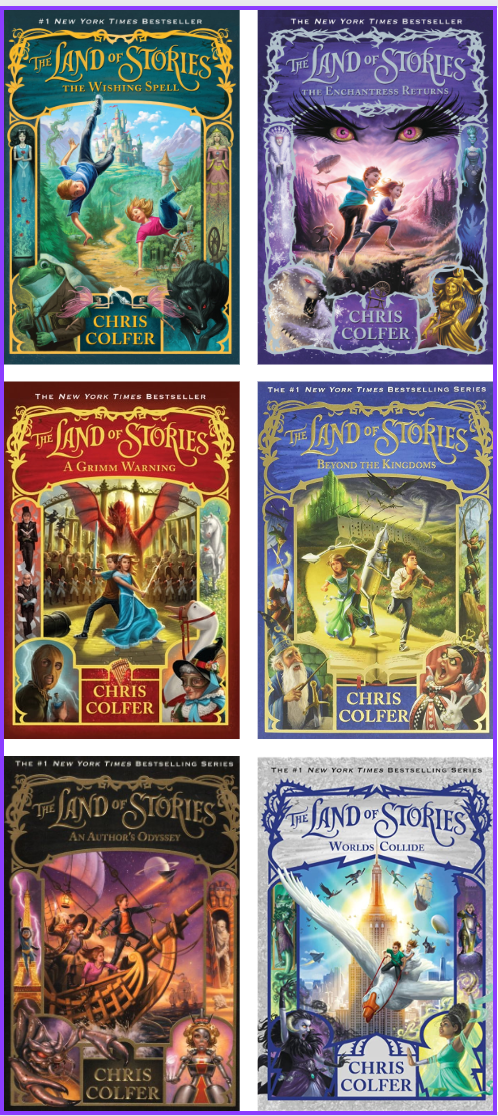 #1 NEW YORK TIMES BESTSELLER
THE LAND OF STORIES
THE WISHING SPELL
CHRIS
COLFER
THE NEW YORK TIMES BESTSELLER
THE LAND OF STORIES
THE ENCHANTRESS RETURNS
CHRIS
COLFER
THE NEW YORK TIMES BESTSELLER
THE LAND OF STORIES
A GRIMM WARNING
CHRIS
COLFER
THE #1 NEW YORK TIMES BESTSELLING SERIES
THE LAND OF STORIES
BEYOND THE KINGDOMS
CHRIS
COLFER
THE #1 NEW YORK TIMES BESTSELLING SERIES
THE LAND OF STORIES
AN AUTHOR'S ODYSSEY
CHRIS
COLFER
THE #1 NEW YORK TIMES BESTSELLING SERIES
THE LAND OF STORIES
WORLDS COLLIDE
CHRIS
COLFER